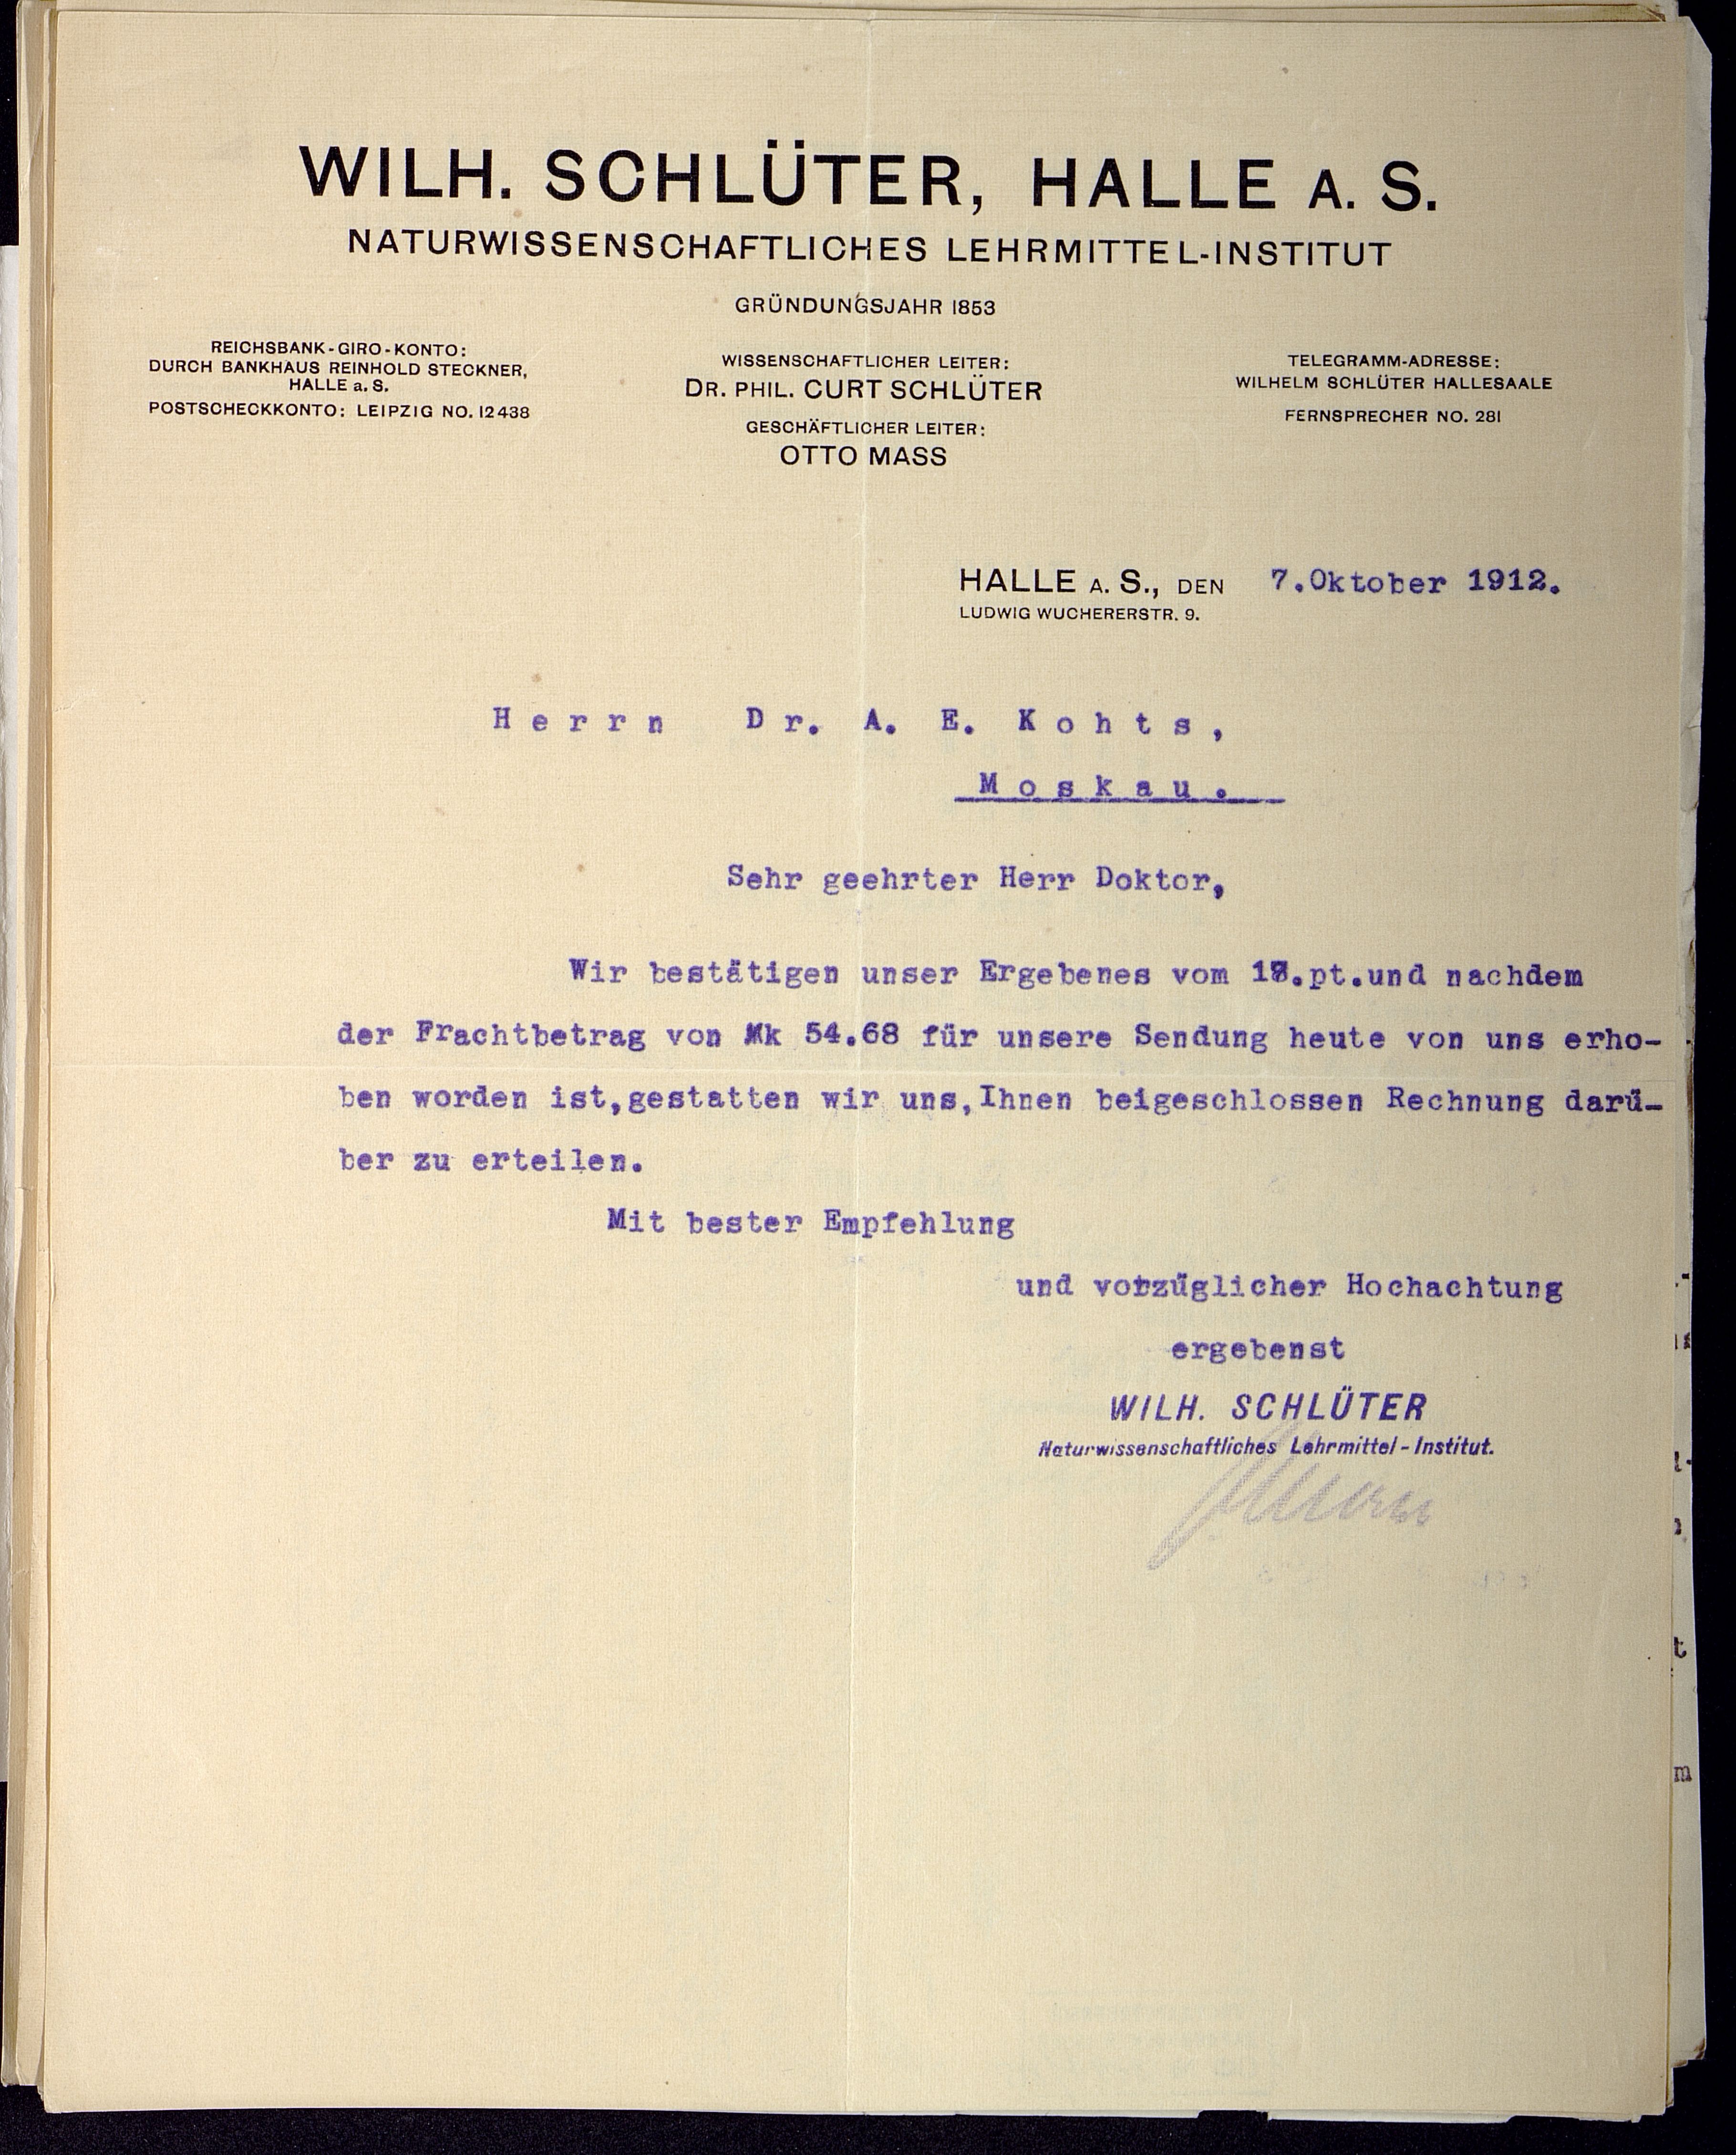 WILH. SCHLÜTER, HALLE A. S.
NATURWISSENSCHAFTLICHES LEHRMITTEL-INSTITUT
GRÜNDUNGSJAHR 1853
REICHSBANK-GIRO-KONTO:
DURCH BANKHAUS REINHOLD STECKNER,
HALLE a. S.
POSTSCHECKKONTO: LEIPZIG NO. 12438
WISSENSCHAFTLICHER LEITER:
DR. PHIL. CURT SCHLÜTER
GESCHÄFTLICHER LEITER:
OTTO MASS
TELEGRAMM-ADRESSE:
WILHELM SCHLÜTER HALLESAALE
FERNSPRECHER NO. 281
HALLE A. S., DEN 7.Oktober 1912.
LUDWIG WUCHERERSTR. 9.
Herrn Dr. A. E. Kohts,
Moskau.
Sehr geehrter Herr Doktor,
Wir bestätigen unser Ergebenes vom pt.und nachdem
der Frachtbetrag von Mk 54.68 für unsere Sendung heute von uns erho-
ben worden ist,gestatten wir uns,Ihnen beigeschlossen Rechnung darü-
ber zu erteilen.
Mit bester Empfehlung
und vorzüglicher Hochachtung
ergebenst
WILH. SCHLÜTER
Naturwissenschaftliches Lehrmittel-Institut.